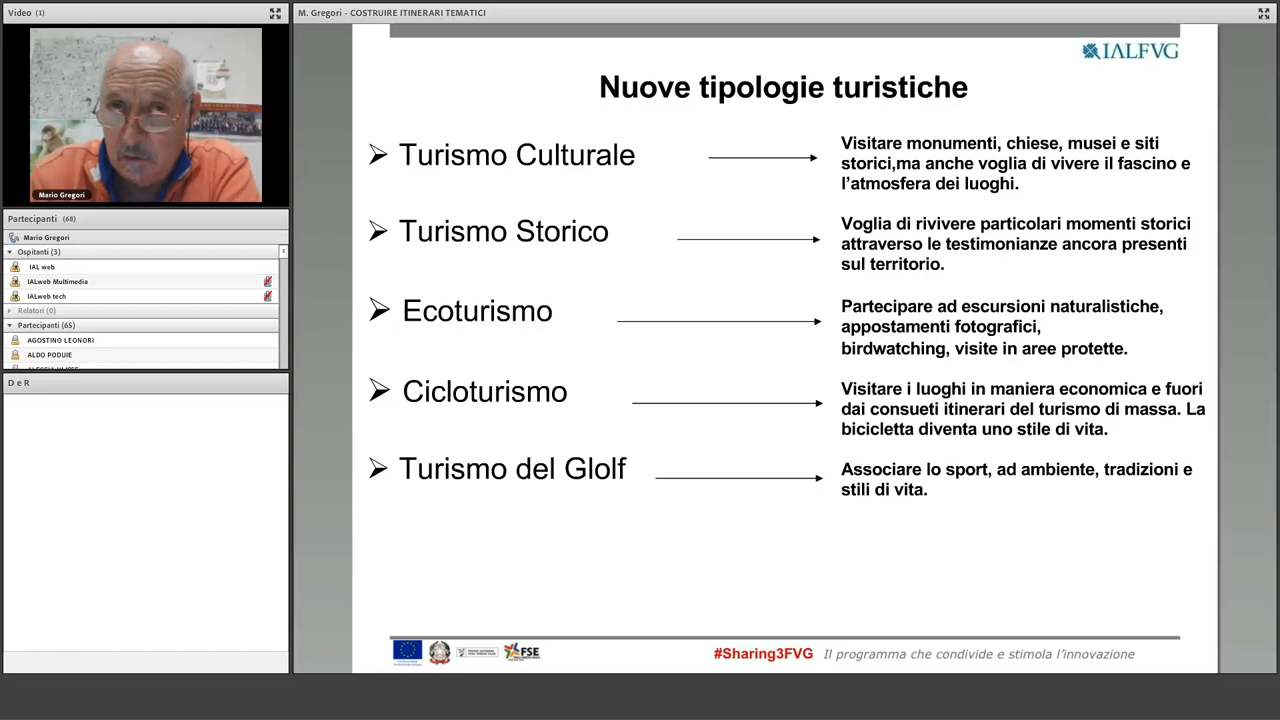 Video (1)
Mario Gregori
Partecipanti (68)
Mario Gregori
Ospitanti (3)
IAL web
IALweb Multimedia
IALweb tech
Relatori (0)
Partecipanti (65)
AGOSTINO LEONORI
ALDO PODUIE
D e R
M. Gregori - COSTRUIRE ITINERARI TEMATICI
IALFVG
Nuove tipologie turistiche
Turismo Culturale
Visitare monumenti, chiese, musei e siti
storici,ma anche voglia di vivere il fascino e
l'atmosfera dei luoghi.
Turismo Storico
Voglia di rivivere particolari momenti storici
attraverso le testimonianze ancora presenti
sul territorio.
Ecoturismo
Partecipare ad escursioni naturalistiche,
appostamenti fotografici,
birdwatching, visite in aree protette.
Cicloturismo
Visitare i luoghi in maniera economica e fuori
dai consueti itinerari del turismo di massa. La
bicicletta diventa uno stile di vita.
Turismo del Glolf
Associare lo sport, ad ambiente, tradizioni e
stili di vita.
FSE
#Sharing3FVG Il programma che condivide e stimola l'innovazione